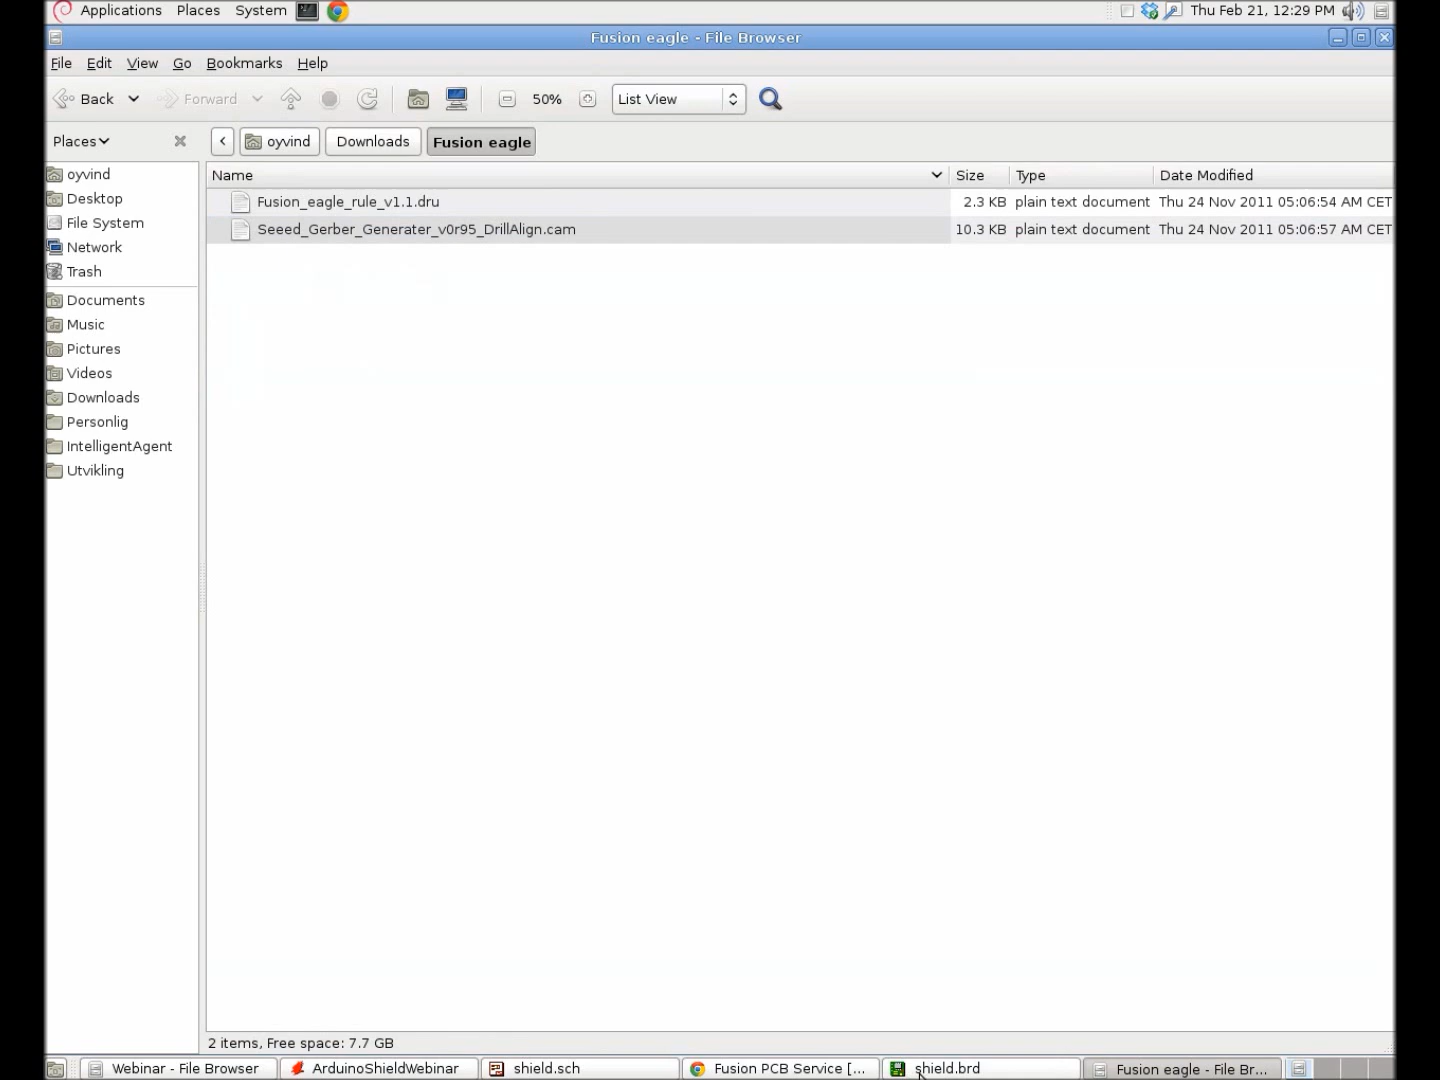 Applications Places System Thu Feb 21, 12:29 PM
Fusion eagle - File Browser
File Edit View Go Bookmarks Help
Back Forward 50% List View
Places oyvind Downloads Fusion eagle
Name Size Type Date Modified
oyvind
Desktop
File System
Network
Trash
Documents
Music
Pictures
Videos
Downloads
Personlig
IntelligentAgent
Utvikling
Fusion_eagle_rule_v1.1.dru 2.3 KB plain text document Thu 24 Nov 2011 05:06:54 AM CET
Seeed_Gerber_Generater_v0r95_DrillAlign.cam 10.3 KB plain text document Thu 24 Nov 2011 05:06:57 AM CET
2 items, Free space: 7.7 GB
Webinar - File Browser ArduinoShieldWebinar shield.sch Fusion PCB Service [... shield.brd Fusion eagle - File Br...